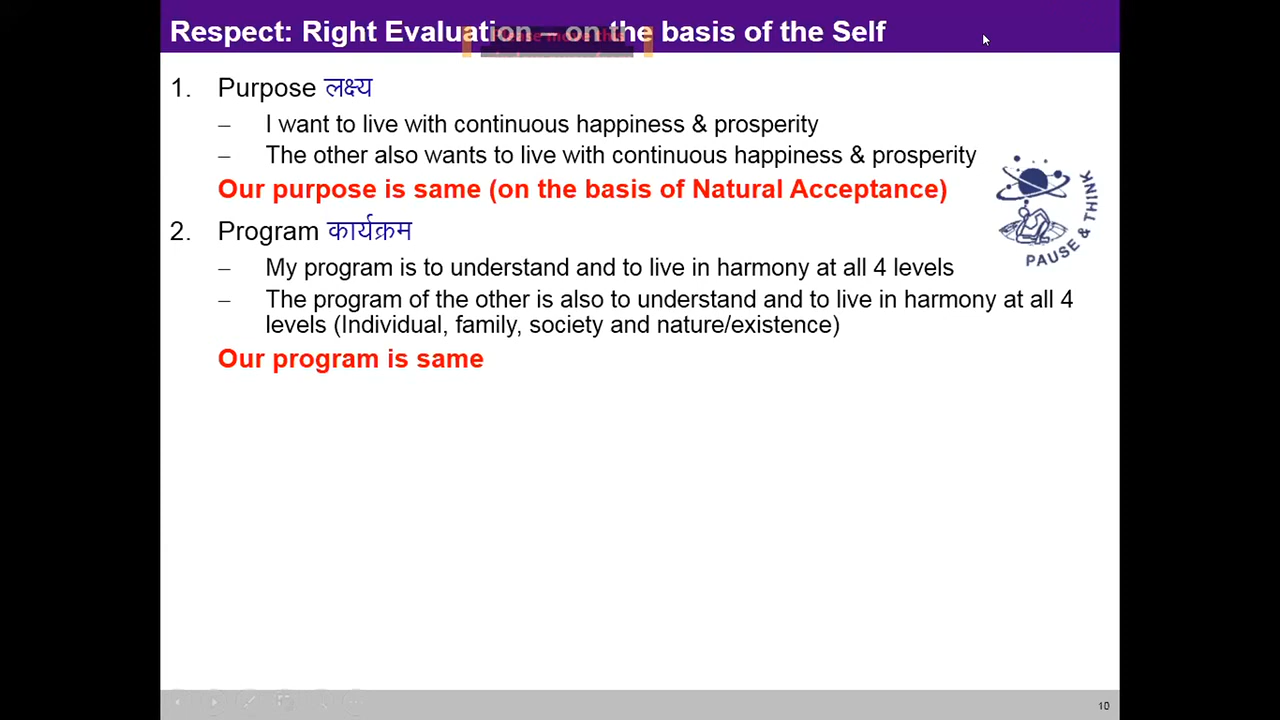 Respect: Right Evaluation – on the basis of the Self
1. Purpose लक्ष्य
– I want to live with continuous happiness & prosperity
– The other also wants to live with continuous happiness & prosperity
Our purpose is same (on the basis of Natural Acceptance)
2. Program कार्यक्रम
– My program is to understand and to live in harmony at all 4 levels
– The program of the other is also to understand and to live in harmony at all 4
levels (Individual, family, society and nature/existence)
Our program is same
PAUSE & THINK
10